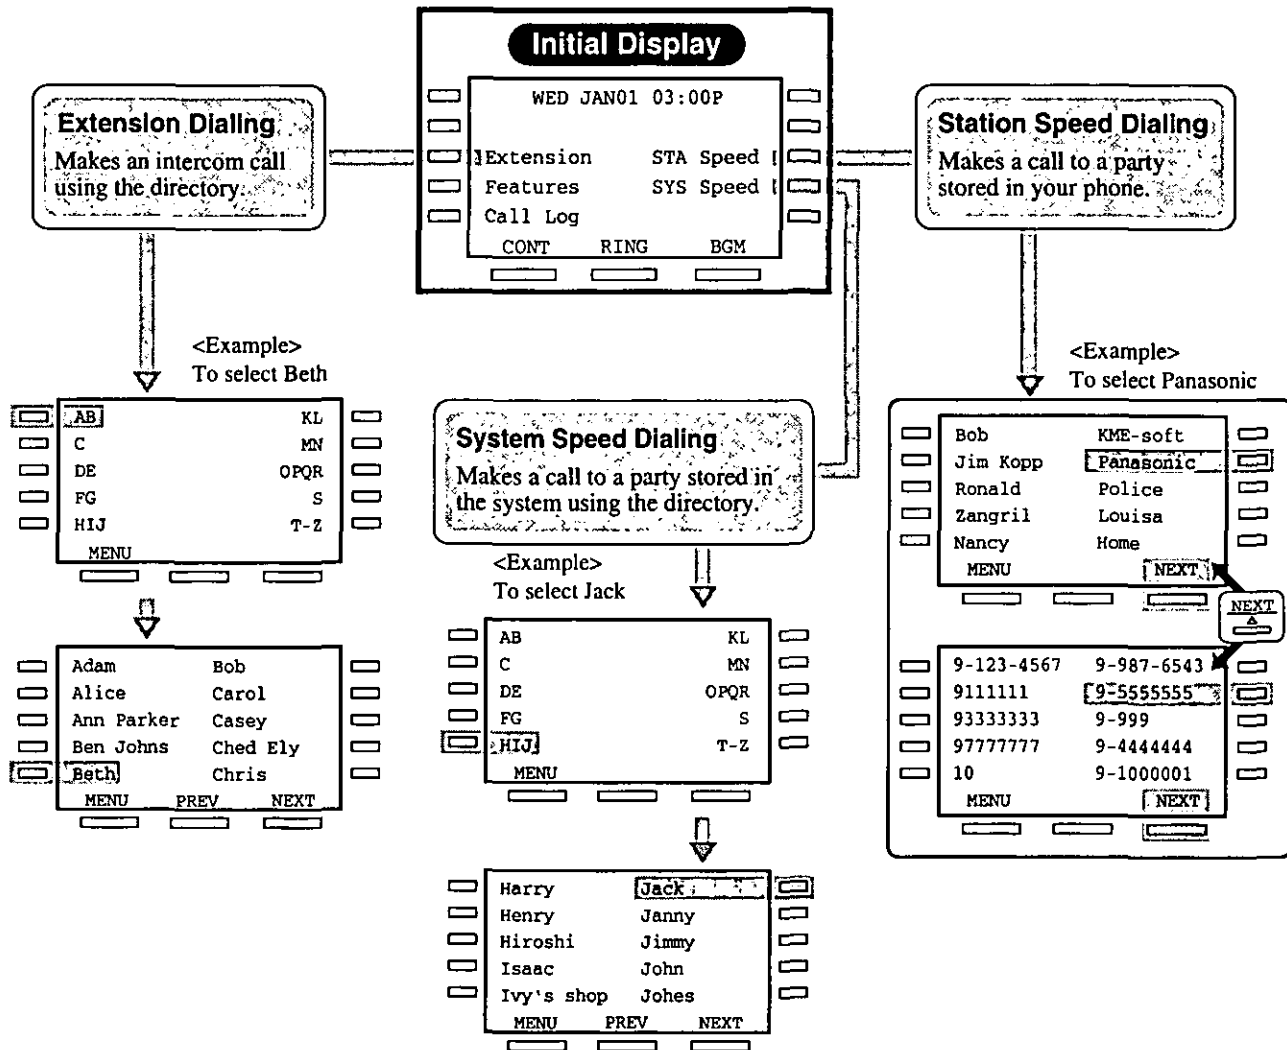 Initial Display
WED JAN01 03:00P
Extension STA Speed
Features SYS Speed
Call Log
CONT RING BGM
Extension Dialing
Makes an intercom call
using the directory.
Station Speed Dialing
Makes a call to a party
stored in your phone.
<Example>
To select Beth
AB KL
C MN
DE OPQR
FG S
HIJ T-Z
MENU
Adam Bob
Alice Carol
Ann Parker Casey
Ben Johns Ched Ely
Beth Chris
MENU PREV NEXT
System Speed Dialing
Makes a call to a party stored in
the system using the directory.
<Example>
To select Jack
AB KL
C MN
DE OPQR
FG S
HIJ T-Z
MENU
Harry Jack
Henry Janny
Hiroshi Jimmy
Isaac John
Ivy's shop Johes
MENU PREV NEXT
<Example>
To select Panasonic
Bob KME-soft
Jim Kopp Panasonic
Ronald Police
Zangril Louisa
Nancy Home
MENU NEXT
NEXT
9-123-4567 9-987-6543
9111111 9-5555555
93333333 9-999
97777777 9-4444444
10 9-1000001
MENU NEXT